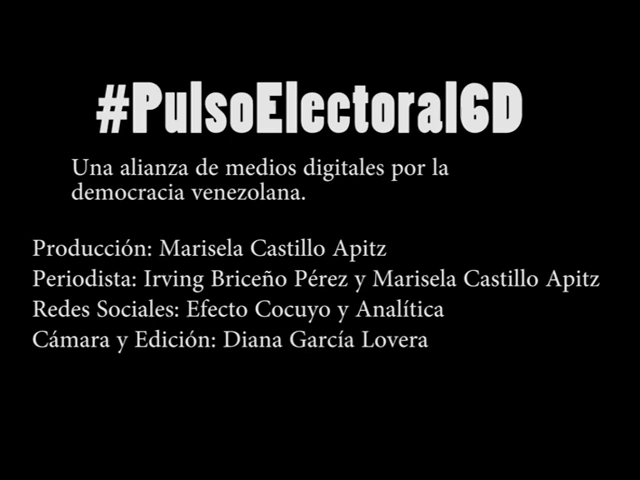 #PulsoElectoral6D
Una alianza de medios digitales por la
democracia venezolana.
Producción: Marisela Castillo Apitz
Periodista: Irving Briceño Pérez y Marisela Castillo Apitz
Redes Sociales: Efecto Cocuyo y Analítica
Cámara y Edición: Diana García Lovera